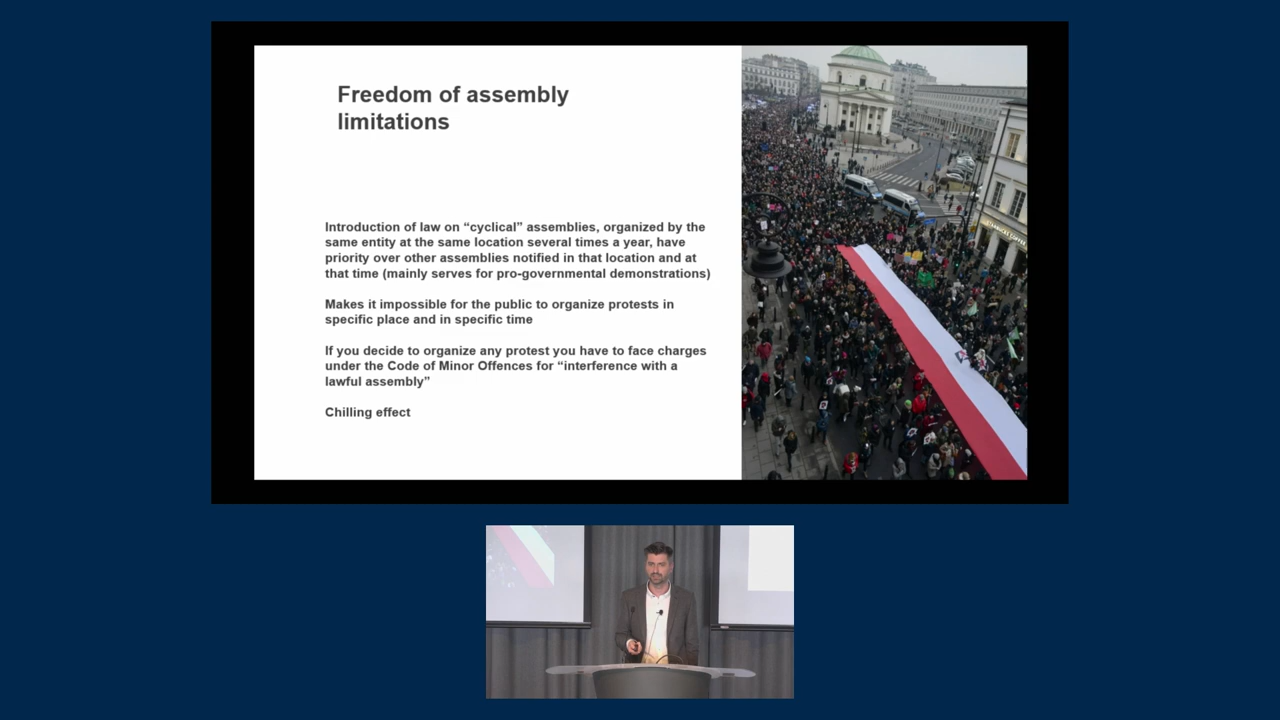 Freedom of assembly
limitations
Introduction of law on “cyclical” assemblies, organized by the
same entity at the same location several times a year, have
priority over other assemblies notified in that location and at
that time (mainly serves for pro-governmental demonstrations)
Makes it impossible for the public to organize protests in
specific place and in specific time
If you decide to organize any protest you have to face charges
under the Code of Minor Offences for “interference with a
lawful assembly”
Chilling effect